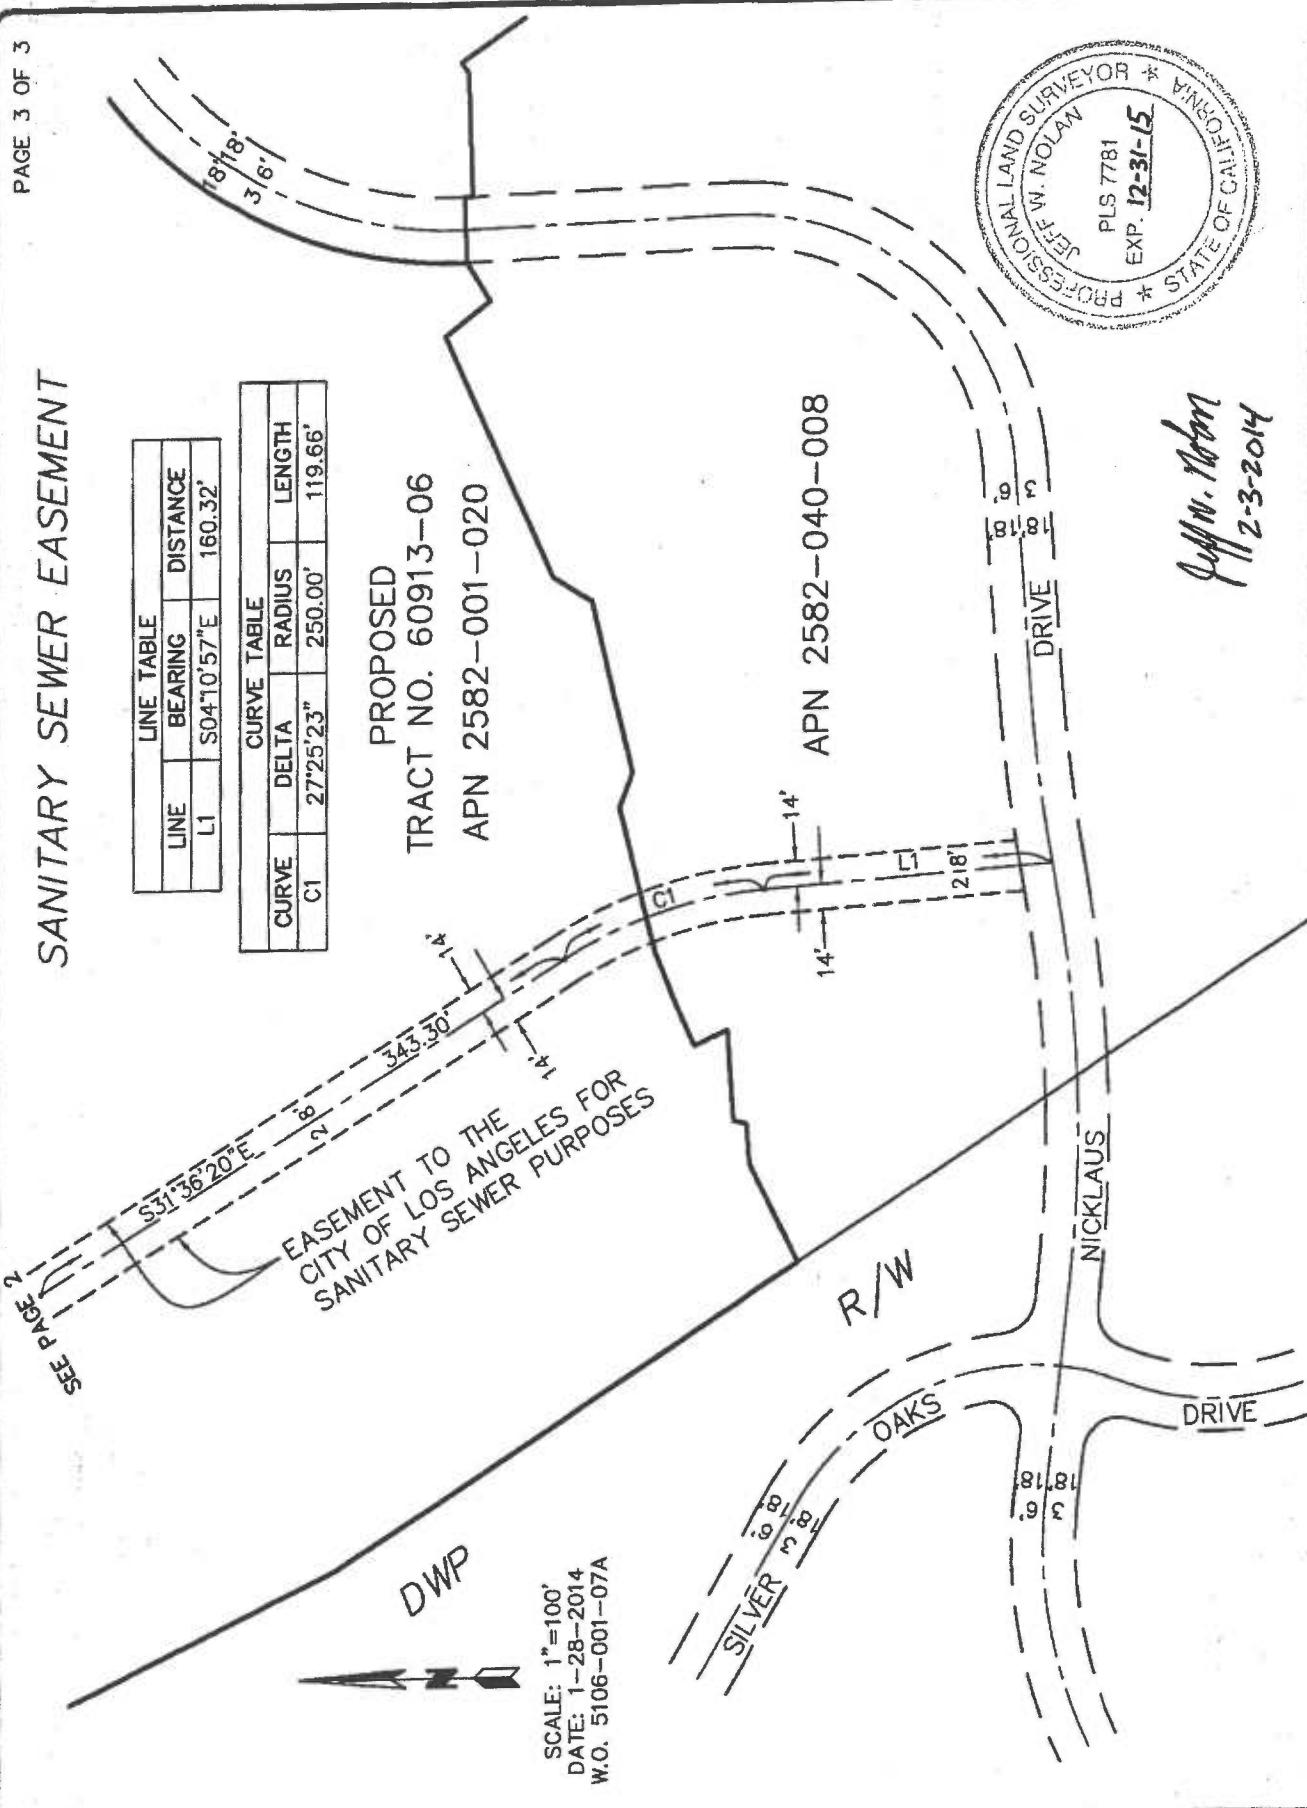 PAGE 3 OF 3
SANITARY SEWER EASEMENT
LINE TABLE
LINE BEARING DISTANCE
L1 S04°10'57"E 160.32'
CURVE TABLE
CURVE DELTA RADIUS LENGTH
C1 27°25'23" 250.00' 119.66'
PROPOSED
TRACT NO. 60913-06
APN 2582-001-020
APN 2582-040-008
SEE PAGE 2
S31°36'20"E
343.30'
2 8'
14'
14'
EASEMENT TO THE
CITY OF LOS ANGELES FOR
SANITARY SEWER PURPOSES
C1
14'
14'
L1
2 8'
18' 18'
3 6'
18' 18'
3 6'
DRIVE
NICKLAUS
R/W
DWP
SILVER
OAKS
DRIVE
18' 18'
3 6'
18' 18'
3 6'
SCALE: 1"=100'
DATE: 1-28-2014
W.O. 5106-001-07A
N
PROFESSIONAL LAND SURVEYOR
JEFF W. NOLAN
PLS 7781
EXP. 12-31-15
STATE OF CALIFORNIA
Jeff W. Nolan
2-3-2014